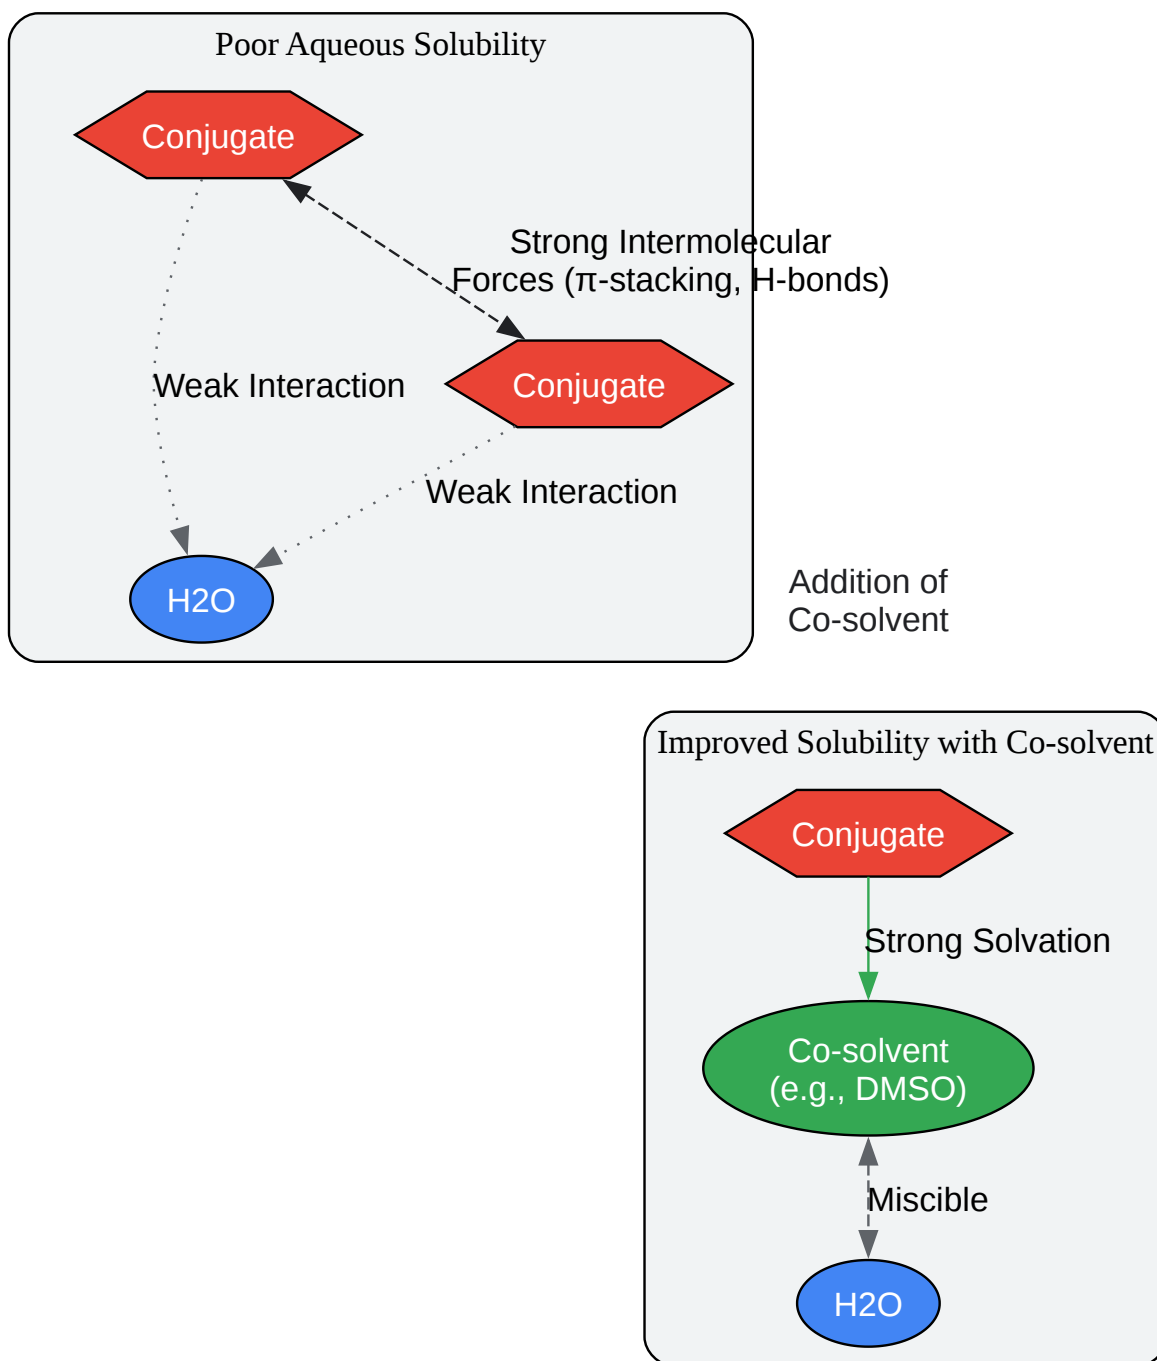 Poor Aqueous Solubility
Conjugate
Strong Intermolecular
Forces (π-stacking, H-bonds)
Weak Interaction
Conjugate
Weak Interaction
H2O
Addition of
Co-solvent
Improved Solubility with Co-solvent
Conjugate
Strong Solvation
Co-solvent
(e.g., DMSO)
Miscible
H2O